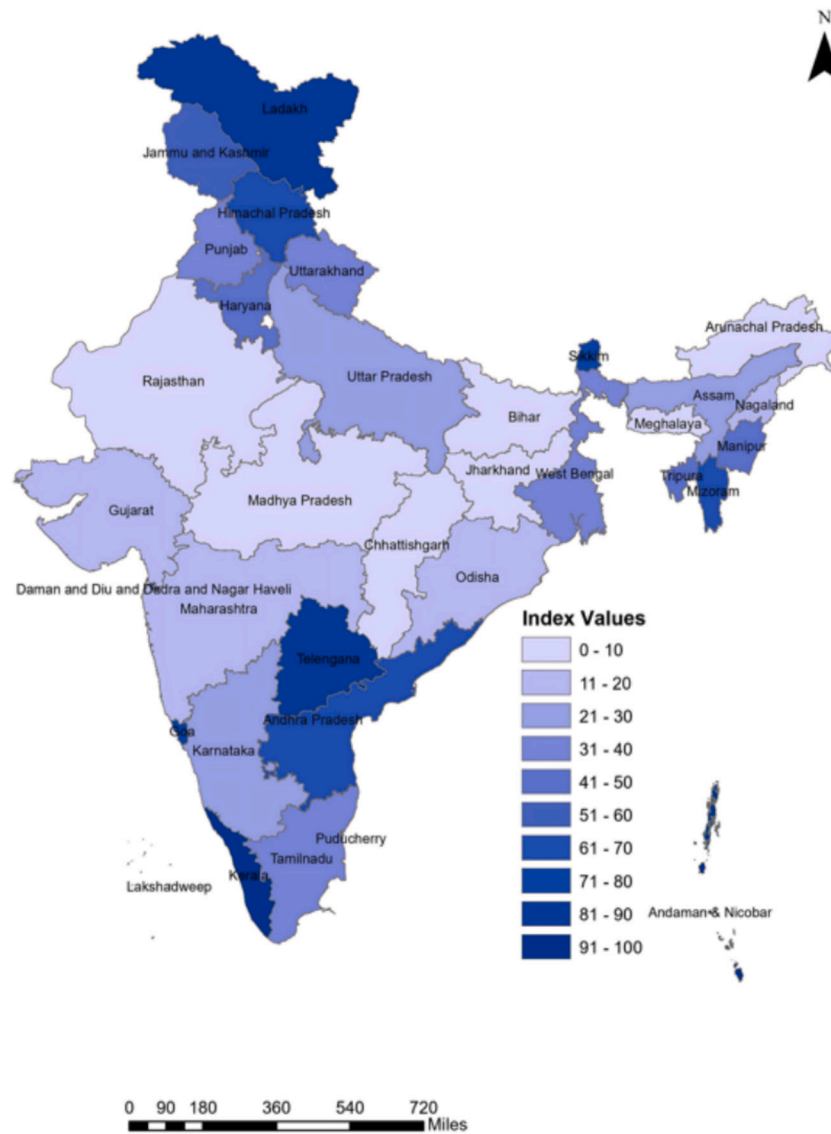 N
Ladakh
Jammu and Kashmir
Himachal Pradesh
Punjab
Uttarakhand
Haryana
Arunachal Pradesh
Sikkim
Rajasthan
Uttar Pradesh
Assam
Nagaland
Bihar
Meghalaya
Manipur
Jharkhand
West Bengal
Tripura
Mizoram
Madhya Pradesh
Gujarat
Chhattishgarh
Odisha
Daman and Diu and Dadra and Nagar Haveli
Maharashtra
Index Values
0 - 10
11 - 20
21 - 30
31 - 40
41 - 50
51 - 60
61 - 70
71 - 80
81 - 90
91 - 100
Telengana
Andhra Pradesh
Goa
Karnataka
Puducherry
Tamilnadu
Kerala
Lakshadweep
Andaman & Nicobar
0 90 180 360 540 720
Miles